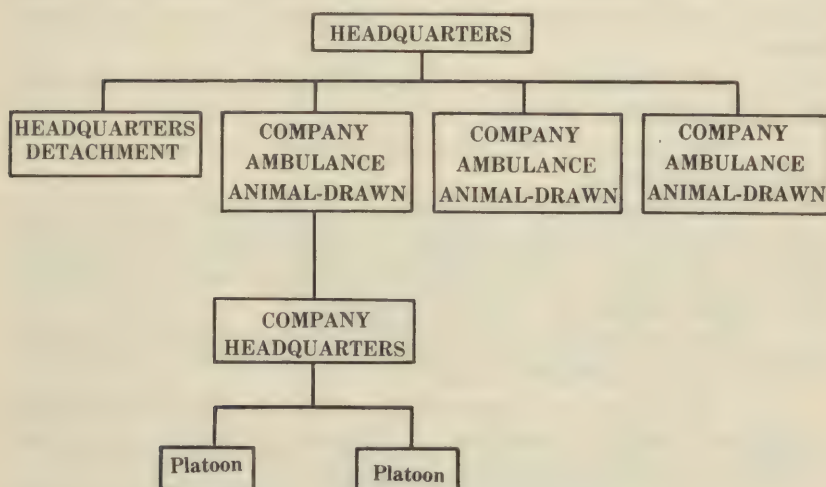 HEADQUARTERS
HEADQUARTERS
DETACHMENT
COMPANY
AMBULANCE
ANIMAL-DRAWN
COMPANY
AMBULANCE
ANIMAL-DRAWN
COMPANY
AMBULANCE
ANIMAL-DRAWN
COMPANY
HEADQUARTERS
Platoon
Platoon